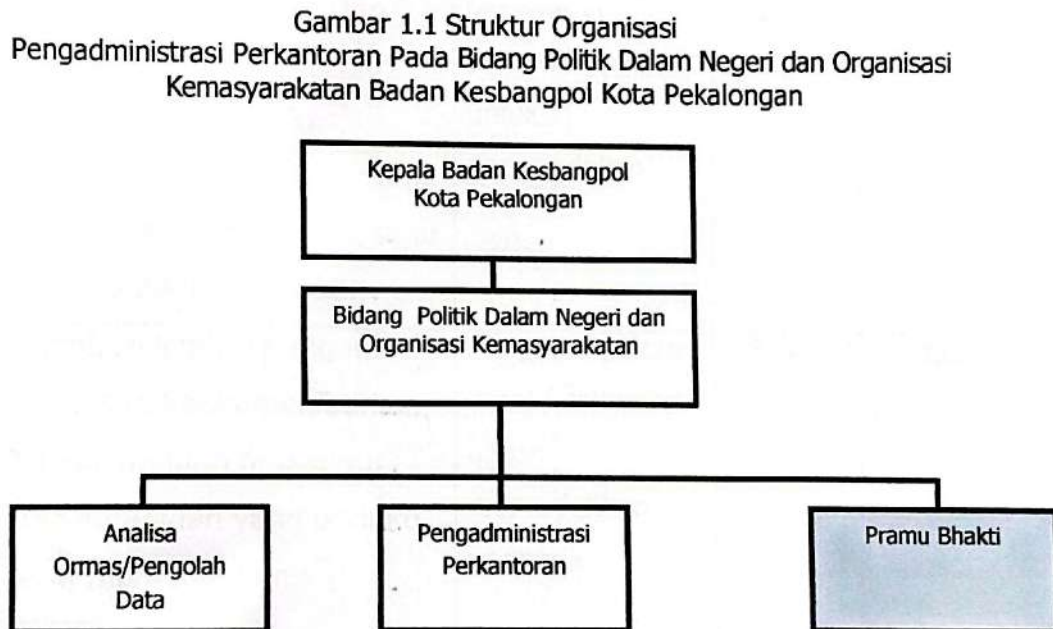 Gambar 1.1 Struktur Organisasi
Pengadministrasi Perkantoran Pada Bidang Politik Dalam Negeri dan Organisasi
Kemasyarakatan Badan Kesbangpol Kota Pekalongan
Kepala Badan Kesbangpol
Kota Pekalongan
Bidang Politik Dalam Negeri dan
Organisasi Kemasyarakatan
Analisa
Ormas/Pengolah
Data
Pengadministrasi
Perkantoran
Pramu Bhakti